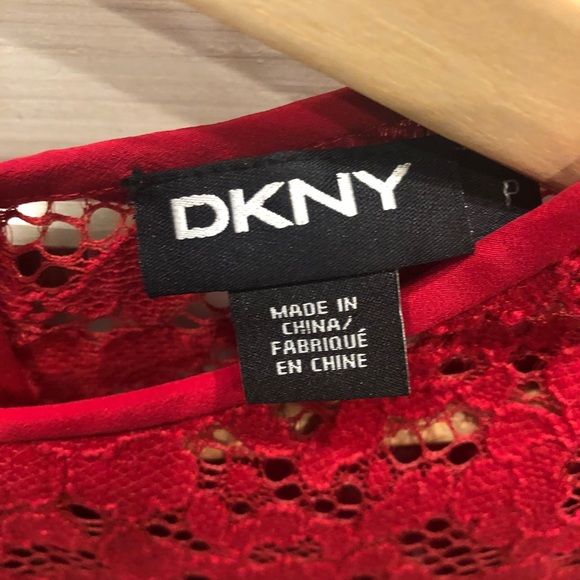 DKNY
P
MADE IN
CHINA/
FABRIQUÉ
EN CHINE